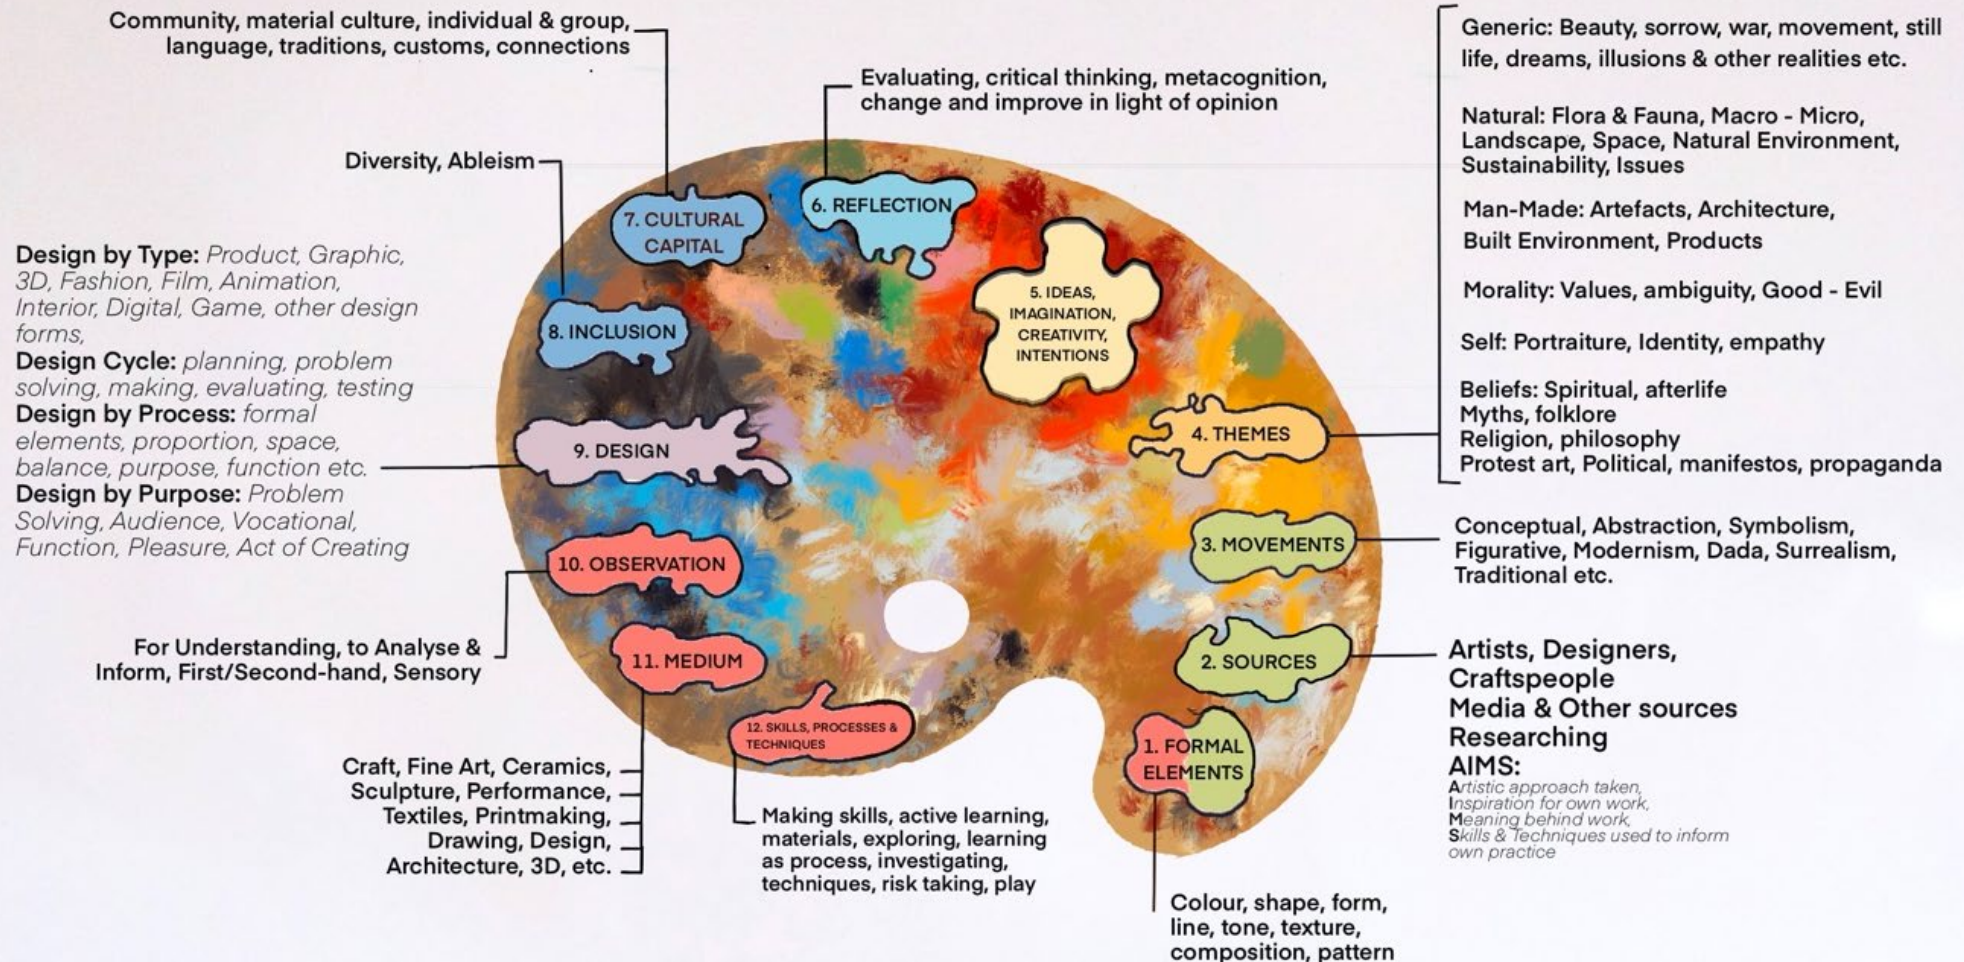 Community, material culture, individual & group,
language, traditions, customs, connections
Evaluating, critical thinking, metacognition,
change and improve in light of opinion
Diversity, Ableism
7. CULTURAL
CAPITAL
6. REFLECTION
5. IDEAS,
IMAGINATION,
CREATIVITY,
INTENTIONS
8. INCLUSION
Design by Type: Product, Graphic,
3D, Fashion, Film, Animation,
Interior, Digital, Game, other design
forms,
Design Cycle: planning, problem
solving, making, evaluating, testing
Design by Process: formal
elements, proportion, space,
balance, purpose, function etc.
Design by Purpose: Problem
Solving, Audience, Vocational,
Function, Pleasure, Act of Creating
9. DESIGN
4. THEMES
Generic: Beauty, sorrow, war, movement, still
life, dreams, illusions & other realities etc.
Natural: Flora & Fauna, Macro - Micro,
Landscape, Space, Natural Environment,
Sustainability, Issues
Man-Made: Artefacts, Architecture,
Built Environment, Products
Morality: Values, ambiguity, Good - Evil
Self: Portraiture, Identity, empathy
Beliefs: Spiritual, afterlife
Myths, folklore
Religion, philosophy
Protest art, Political, manifestos, propaganda
10. OBSERVATION
3. MOVEMENTS
Conceptual, Abstraction, Symbolism,
Figurative, Modernism, Dada, Surrealism,
Traditional etc.
For Understanding, to Analyse &
Inform, First/Second-hand, Sensory
11. MEDIUM
2. SOURCES
Artists, Designers,
Craftspeople
Media & Other sources
Researching
AIMS:
Artistic approach taken,
Inspiration for own work,
Meaning behind work,
Skills & Techniques used to inform
own practice
12. SKILLS, PROCESSES &
TECHNIQUES
1. FORMAL
ELEMENTS
Craft, Fine Art, Ceramics,
Sculpture, Performance,
Textiles, Printmaking,
Drawing, Design,
Architecture, 3D, etc.
Making skills, active learning,
materials, exploring, learning
as process, investigating,
techniques, risk taking, play
Colour, shape, form,
line, tone, texture,
composition, pattern